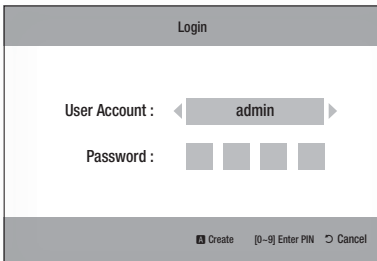 Login
User Account : admin
Password :
A Create [0~9] Enter PIN Cancel